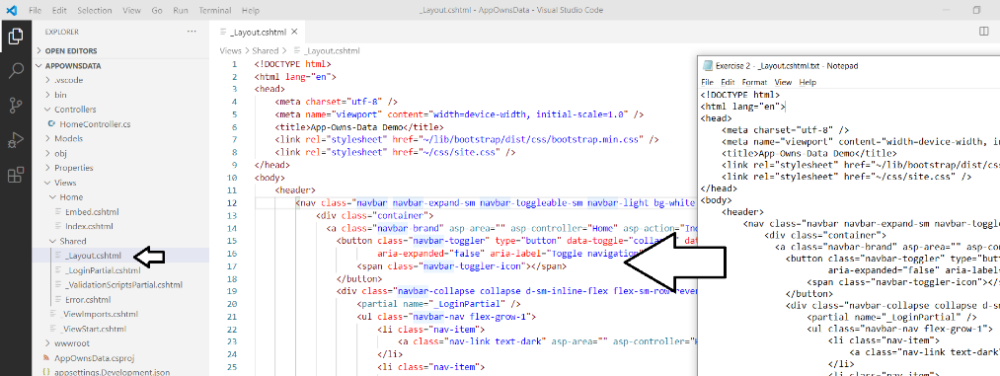 File Edit Selection View Go Run Terminal Help
_Layout.cshtml - AppOwnsData - Visual Studio Code
EXPLORER
OPEN EDITORS
APPOWNSDATA
.vscode
bin
Controllers
HomeController.cs
Models
obj
Properties
Views
Home
Embed.cshtml
Index.cshtml
Shared
_Layout.cshtml
_LoginPartial.cshtml
_ValidationScriptsPartial.cshtml
Error.cshtml
_ViewImports.cshtml
_ViewStart.cshtml
wwwroot
AppOwnsData.csproj
appsettings.Development.json
_Layout.cshtml
Views > Shared > _Layout.cshtml
1 <!DOCTYPE html>
2 <html lang="en">
3 <head>
4 <meta charset="utf-8" />
5 <meta name="viewport" content="width=device-width, initial-scale=1.0" />
6 <title>App-Owns-Data Demo</title>
7 <link rel="stylesheet" href="~/lib/bootstrap/dist/css/bootstrap.min.css" />
8 <link rel="stylesheet" href="~/css/site.css" />
9 </head>
10 <body>
11 <header>
12 <nav class="navbar navbar-expand-sm navbar-toggleable-sm navbar-light bg-white
13 <div class="container">
14 <a class="navbar-brand" asp-area="" asp-controller="Home" asp-action="Ind
15 <button class="navbar-toggler" type="button" data-toggle="collap
16 aria-expanded="false" aria-label="Toggle navigation"
17 <span class="navbar-toggler-icon"></span>
18 </button>
19 <div class="navbar-collapse collapse d-sm-inline-flex flex-sm-row-rever
20 <partial name="_LoginPartial" />
21 <ul class="navbar-nav flex-grow-1">
22 <li class="nav-item">
23 <a class="nav-link text-dark" asp-area="" asp-controller="H
24 </li>
25 <li class="nav-item">
Exercise 2 - _Layout.cshtml.txt - Notepad
File Edit Format View Help
<!DOCTYPE html>
<html lang="en">
<head>
<meta charset="utf-8" />
<meta name="viewport" content="width=device-width, in
<title>App Owns-Data Demo</title>
<link rel="stylesheet" href="~/lib/bootstrap/dist/css/
<link rel="stylesheet" href="~/css/site.css" />
</head>
<body>
<header>
<nav class="navbar navbar-expand-sm navbar-togg
<div class="container">
<a class="navbar-brand" asp-area="" asp-con
<button class="navbar-toggler" type="button"
aria-expanded="false" aria-label=
<span class="navbar-toggler-icon"></s
</button>
<div class="navbar-collapse collapse d-sm-in
<partial name="_LoginPartial" />
<ul class="navbar-nav flex-grow-1">
<li class="nav-item">
<a class="nav-link text-dark"
</li>
<li class="nav-item">